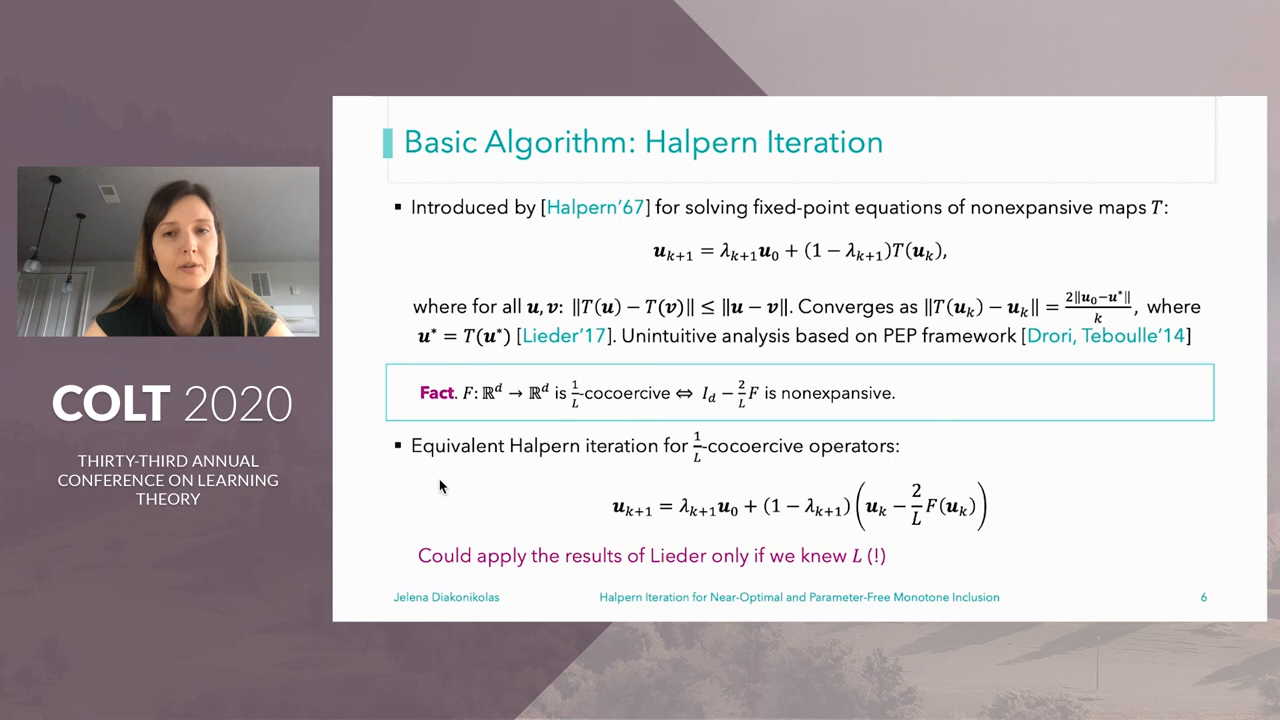 COLT 2020
THIRTY-THIRD ANNUAL
CONFERENCE ON LEARNING
THEORY
Basic Algorithm: Halpern Iteration
▪ Introduced by [Halpern'67] for solving fixed-point equations of nonexpansive maps T:
u_{k+1} = λ_{k+1}u_0 + (1 − λ_{k+1})T(u_k),
where for all u, v: ‖T(u) − T(v)‖ ≤ ‖u − v‖. Converges as ‖T(u_k) − u_k‖ = 2‖u_0−u*‖/k, where
u* = T(u*) [Lieder'17]. Unintuitive analysis based on PEP framework [Drori, Teboulle'14]
Fact. F: ℝ^d → ℝ^d is 1/L-cocoercive ⇔ I_d − 2/L F is nonexpansive.
▪ Equivalent Halpern iteration for 1/L-cocoercive operators:
u_{k+1} = λ_{k+1}u_0 + (1 − λ_{k+1})(u_k − 2/L F(u_k))
Could apply the results of Lieder only if we knew L (!)
Jelena Diakonikolas Halpern Iteration for Near-Optimal and Parameter-Free Monotone Inclusion 6